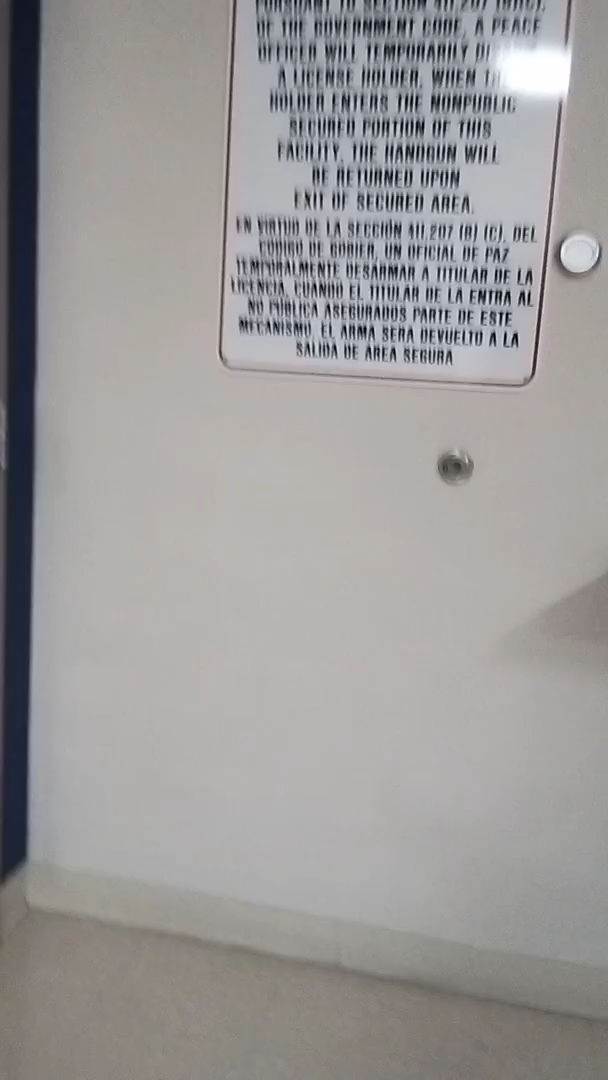 PURSUANT TO SECTION 411.207 (B)(C),
OF THE GOVERNMENT CODE, A PEACE
OFFICER WILL TEMPORARILY
A LICENSE HOLDER, WHEN
HOLDER ENTERS THE NONPUBLIC
SECURED PORTION OF THIS
FACILITY. THE HANDGUN WILL
BE RETURNED UPON
EXIT OF SECURED AREA.
EN VIRTUD DE LA SECCIÓN 411.207 (B) (C), DEL
CODIGO DE GOBIER, UN OFICIAL DE PAZ
TEMPORALMENTE DESARMAR A TITULAR DE LA
LICENCIA, CUANDO EL TITULAR DE LA ENTRA AL
NO PÚBLICA ASEGURADOS PARTE DE ESTE
MECANISMO. EL ARMA SERA DEVUELTO A LA
SALIDA DE AREA SEGURA